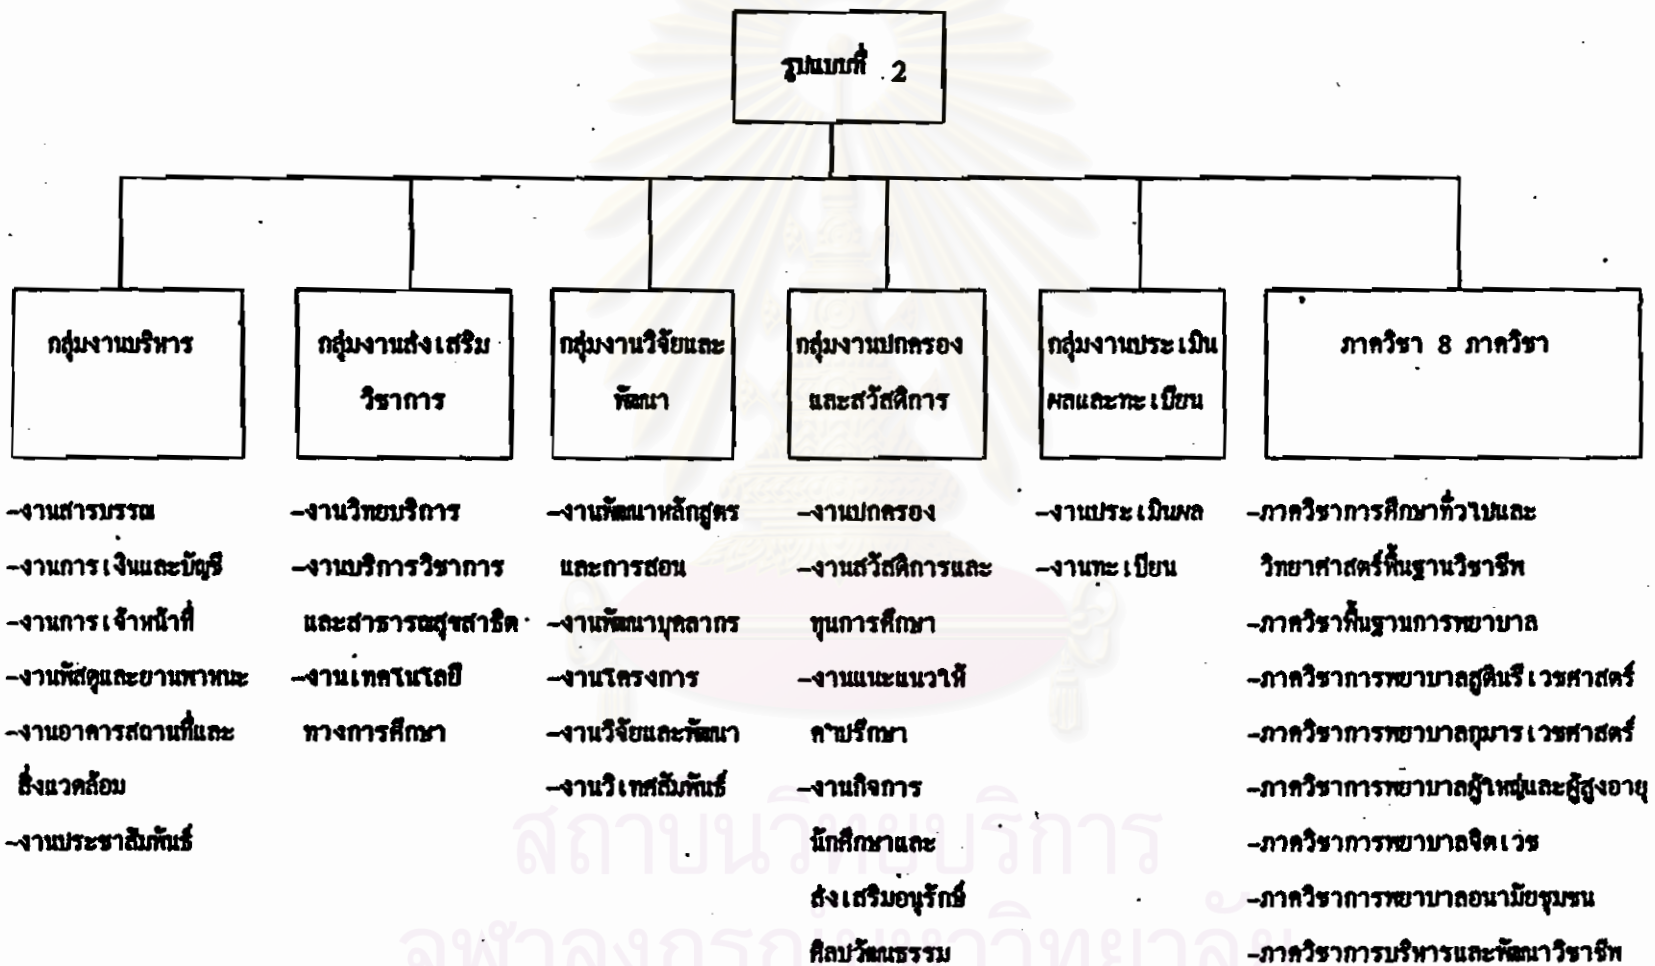 รูปแบบที่ 2
กลุ่มงานบริหาร
กลุ่มงานส่งเสริม
วิชาการ
กลุ่มงานวิจัยและ
พัฒนา
กลุ่มงานปกครอง
และสวัสดิการ
กลุ่มงานประเมิน
ผลและทะเบียน
ภาควิชา 8 ภาควิชา
-งานสารบรรณ
-งานการเงินและบัญชี
-งานการเจ้าหน้าที่
-งานพัสดุและยานพาหนะ
-งานอาคารสถานที่และ
สิ่งแวดล้อม
-งานประชาสัมพันธ์
-งานวิทยบริการ
-งานบริการวิชาการ
และสาธารณสุขสาธิต
-งานเทคโนโลยี
ทางการศึกษา
-งานพัฒนาหลักสูตร
และการสอน
-งานพัฒนาบุคลากร
-งานโครงการ
-งานวิจัยและพัฒนา
-งานวิเทศสัมพันธ์
-งานปกครอง
-งานสวัสดิการและ
ทุนการศึกษา
-งานแนะแนวให้
คำปรึกษา
-งานกิจการ
นักศึกษาและ
ส่งเสริมอนุรักษ์
ศิลปวัฒนธรรม
-งานประเมินผล
-งานทะเบียน
-ภาควิชาการศึกษาทั่วไปและ
วิทยาศาสตร์พื้นฐานวิชาชีพ
-ภาควิชาพื้นฐานการพยาบาล
-ภาควิชาการพยาบาลสูตินรีเวชศาสตร์
-ภาควิชาการพยาบาลกุมารเวชศาสตร์
-ภาควิชาการพยาบาลผู้ใหญ่และผู้สูงอายุ
-ภาควิชาการพยาบาลจิตเวช
-ภาควิชาการพยาบาลอนามัยชุมชน
-ภาควิชาการบริหารและพัฒนาวิชาชีพ
สถาบันวิทยบริการ
จุฬาลงกรณ์มหาวิทยาลัย